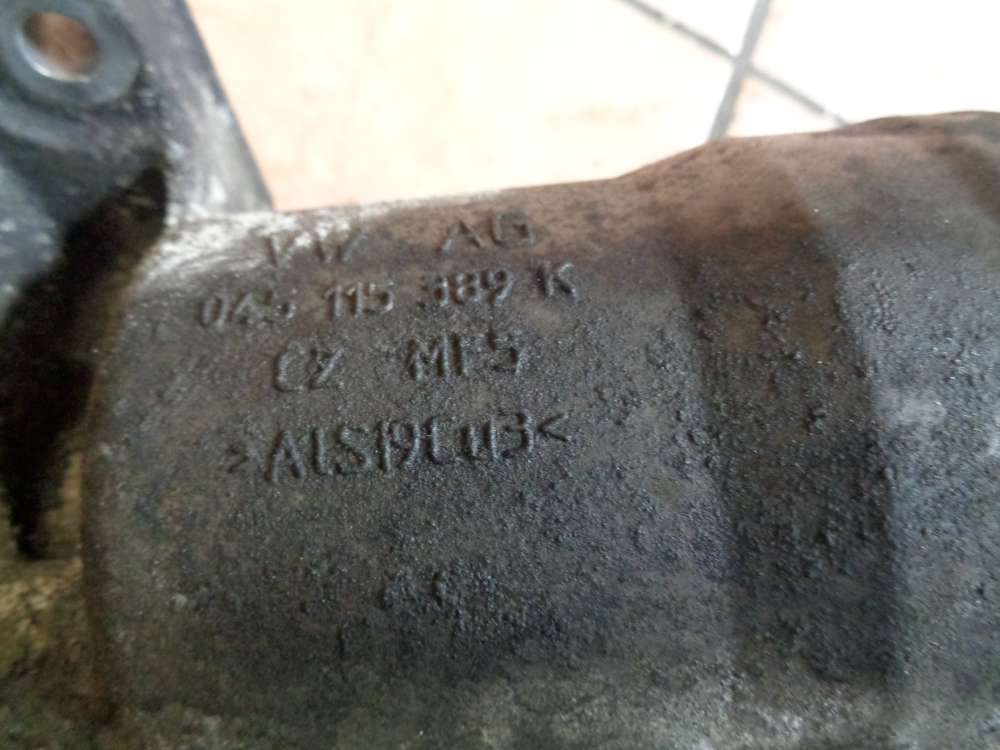 VW AG
045 115 389 K
CZ MFS
>AlSi9Cu3<